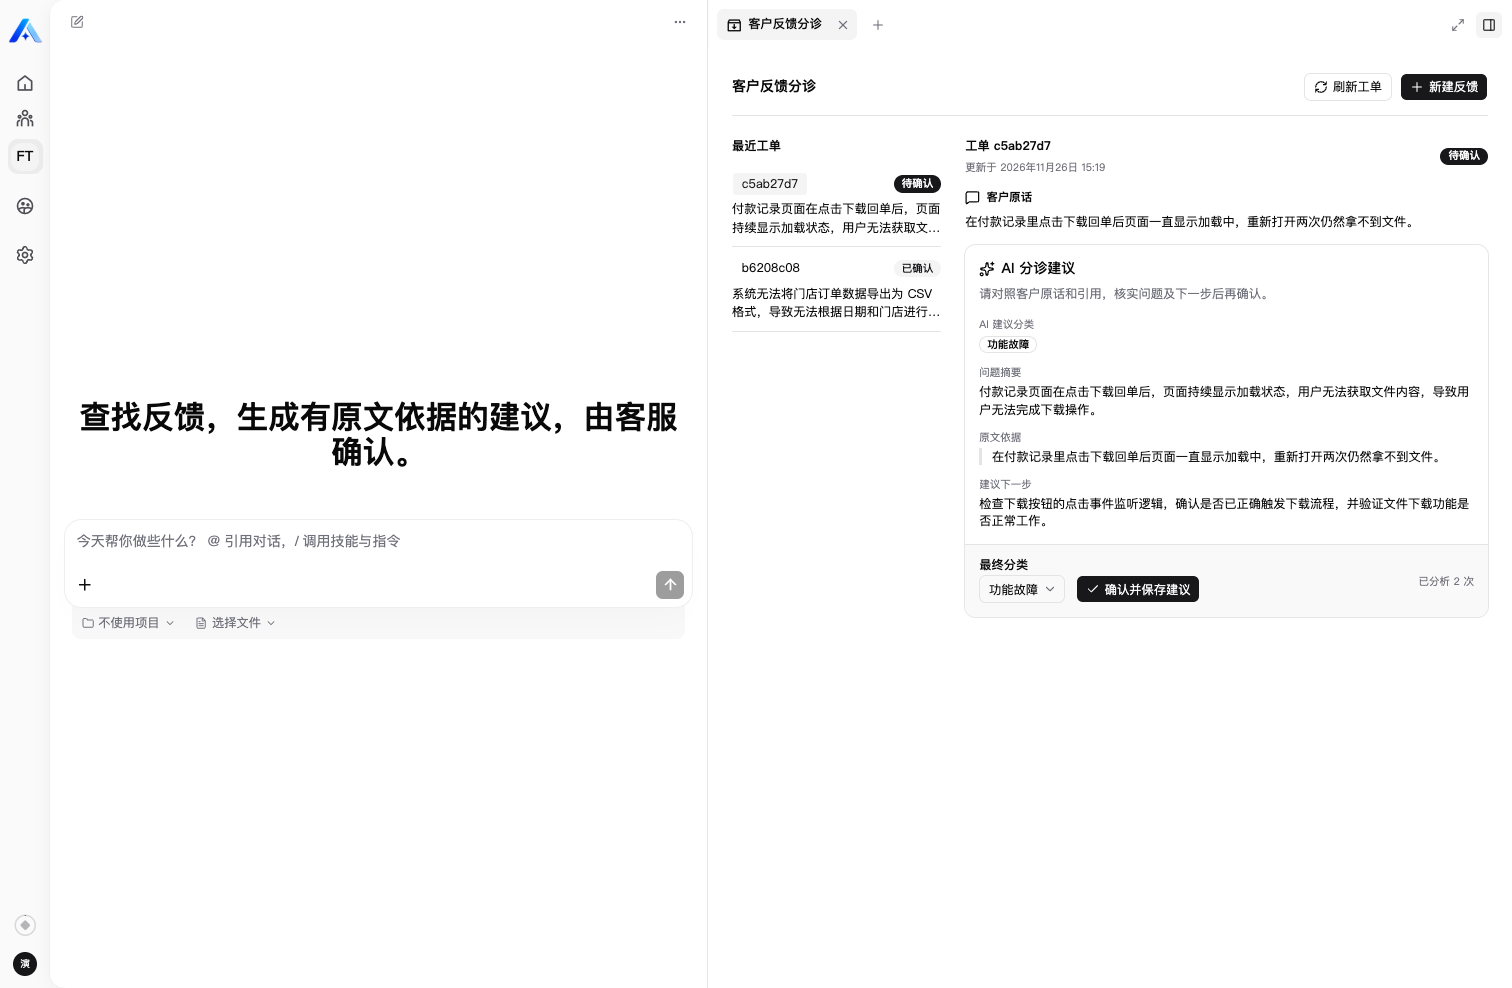 FT
演
查找反馈，生成有原文依据的建议，由客服
确认。
今天帮你做些什么？ @ 引用对话，/ 调用技能与指令
不使用项目
选择文件
客户反馈分诊
客户反馈分诊
刷新工单
新建反馈
最近工单
c5ab27d7
待确认
付款记录页面在点击下载回单后，页面
持续显示加载状态，用户无法获取文…
b6208c08
已确认
系统无法将门店订单数据导出为 CSV
格式，导致无法根据日期和门店进行…
工单 c5ab27d7
更新于 2026年11月26日 15:19
待确认
客户原话
在付款记录里点击下载回单后页面一直显示加载中，重新打开两次仍然拿不到文件。
AI 分诊建议
请对照客户原话和引用，核实问题及下一步后再确认。
AI 建议分类
功能故障
问题摘要
付款记录页面在点击下载回单后，页面持续显示加载状态，用户无法获取文件内容，导致用
户无法完成下载操作。
原文依据
在付款记录里点击下载回单后页面一直显示加载中，重新打开两次仍然拿不到文件。
建议下一步
检查下载按钮的点击事件监听逻辑，确认是否已正确触发下载流程，并验证文件下载功能是
否正常工作。
最终分类
功能故障
确认并保存建议
已分析 2 次